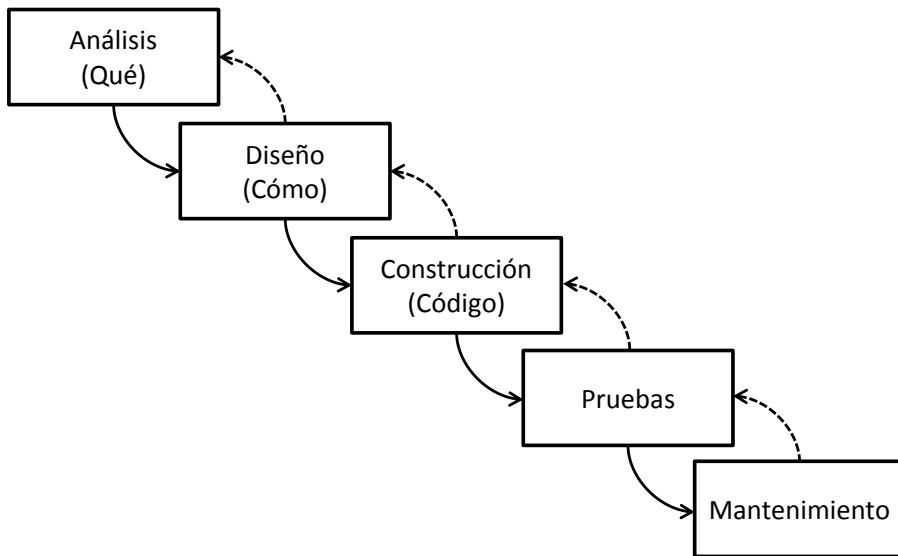 Análisis
(Qué)
Diseño
(Cómo)
Construcción
(Código)
Pruebas
Mantenimiento